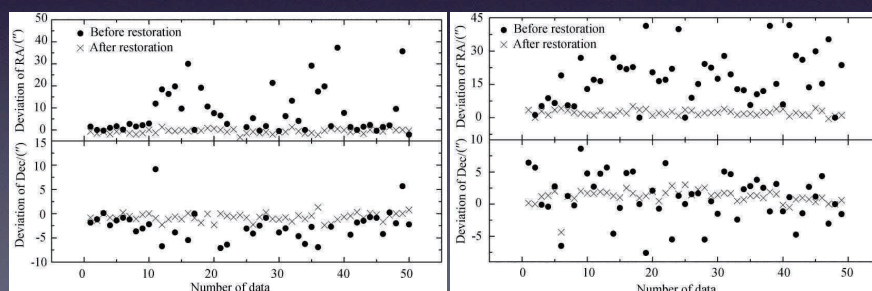 Deviation of RA/(″)
50
40
30
20
10
0
● Before restoration
× After restoration
Deviation of Dec/(″)
15
10
5
0
-5
-10
0 10 20 30 40 50
Number of data
Deviation of RA/(″)
45
30
15
0
● Before restoration
× After restoration
Deviation of Dec/(″)
10
5
0
-5
0 10 20 30 40 50
Number of data